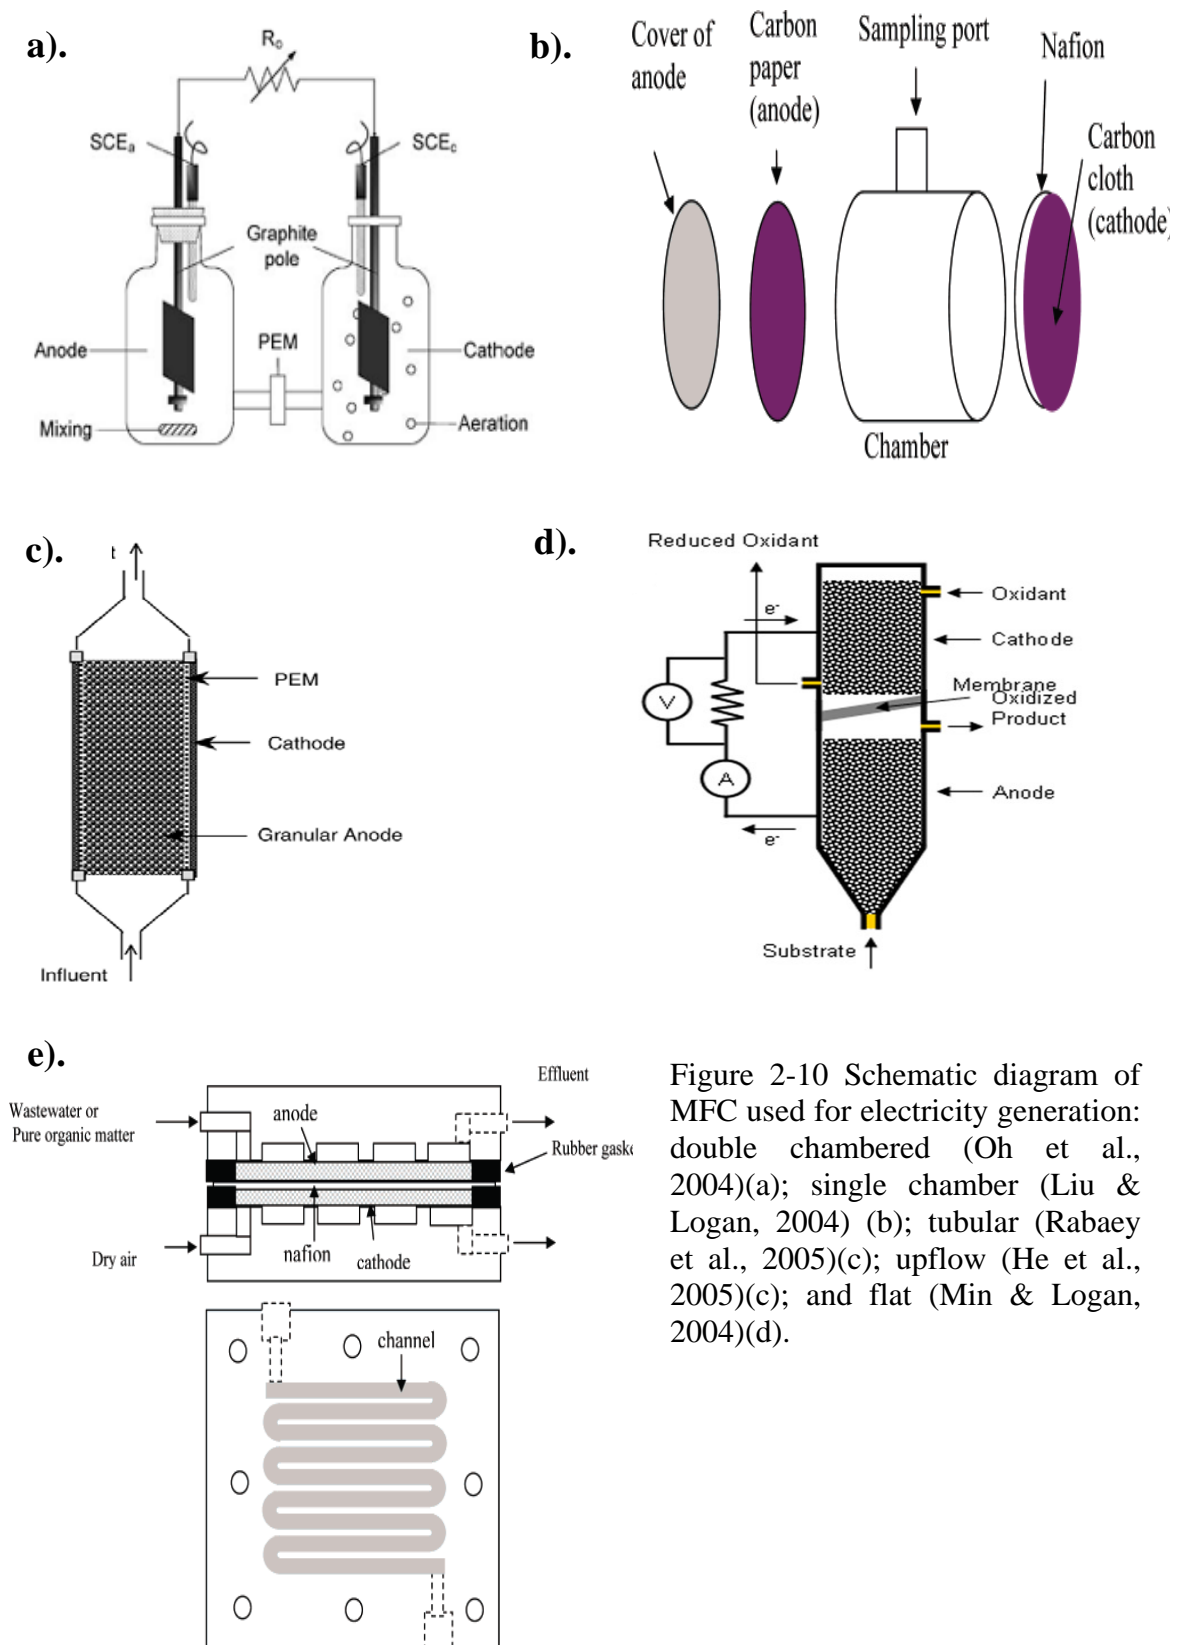 a).
R₀
SCEₐ
SCE꜀
Graphite
pole
Anode
PEM
Cathode
Mixing
Aeration
b).
Cover of
anode
Carbon
paper
(anode)
Sampling port
Nafion
Carbon
cloth
(cathode)
Chamber
c).
t
PEM
Cathode
Granular Anode
Influent
d).
Reduced Oxidant
e-
Oxidant
Cathode
V
Membrane
Oxidized
Product
A
Anode
e-
Substrate
e).
Effluent
Wastewater or
Pure organic matter
anode
Rubber gaske
Dry air
nafion
cathode
channel
Figure 2-10 Schematic diagram of
MFC used for electricity generation:
double chambered (Oh et al.,
2004)(a); single chamber (Liu &
Logan, 2004) (b); tubular (Rabaey
et al., 2005)(c); upflow (He et al.,
2005)(c); and flat (Min & Logan,
2004)(d).